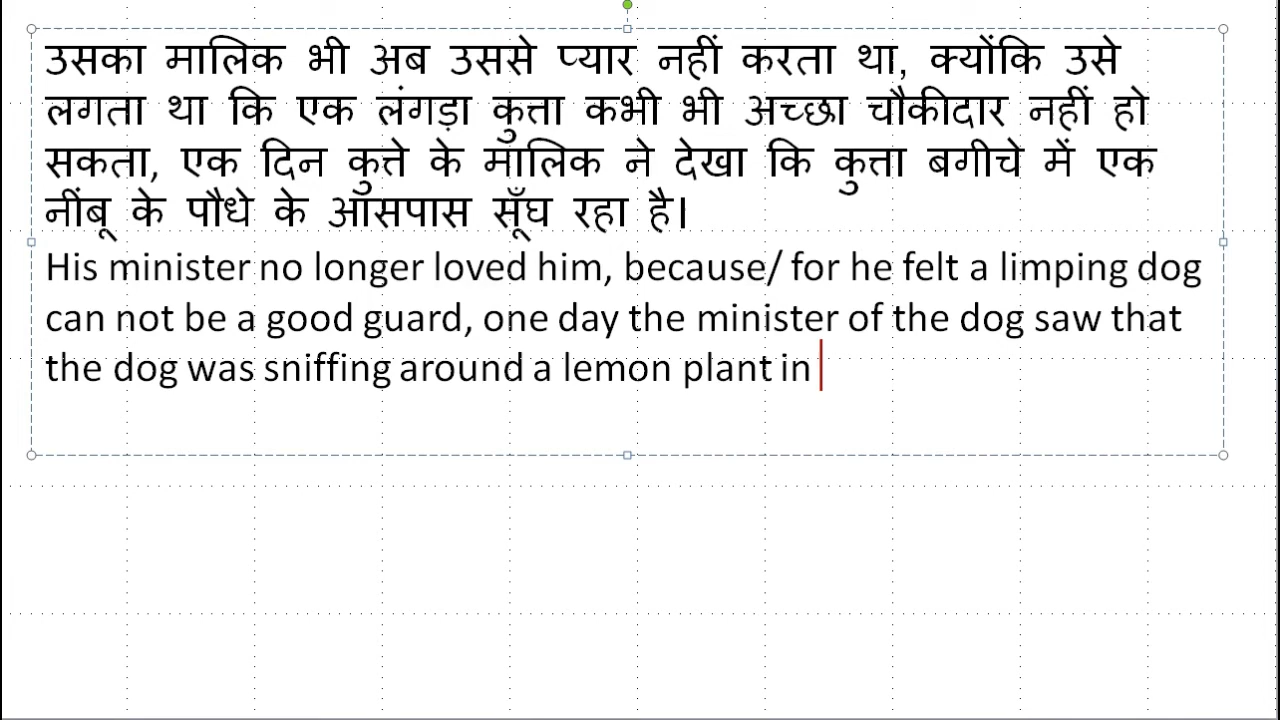 उसका मालिक भी अब उससे प्यार नहीं करता था, क्योंकि उसे
लगता था कि एक लंगड़ा कुत्ता कभी भी अच्छा चौकीदार नहीं हो
सकता, एक दिन कुत्ते के मालिक ने देखा कि कुत्ता बगीचे में एक
नींबू के पौधे के आसपास सूँघ रहा है।
His minister no longer loved him, because/ for he felt a limping dog
can not be a good guard, one day the minister of the dog saw that
the dog was sniffing around a lemon plant in